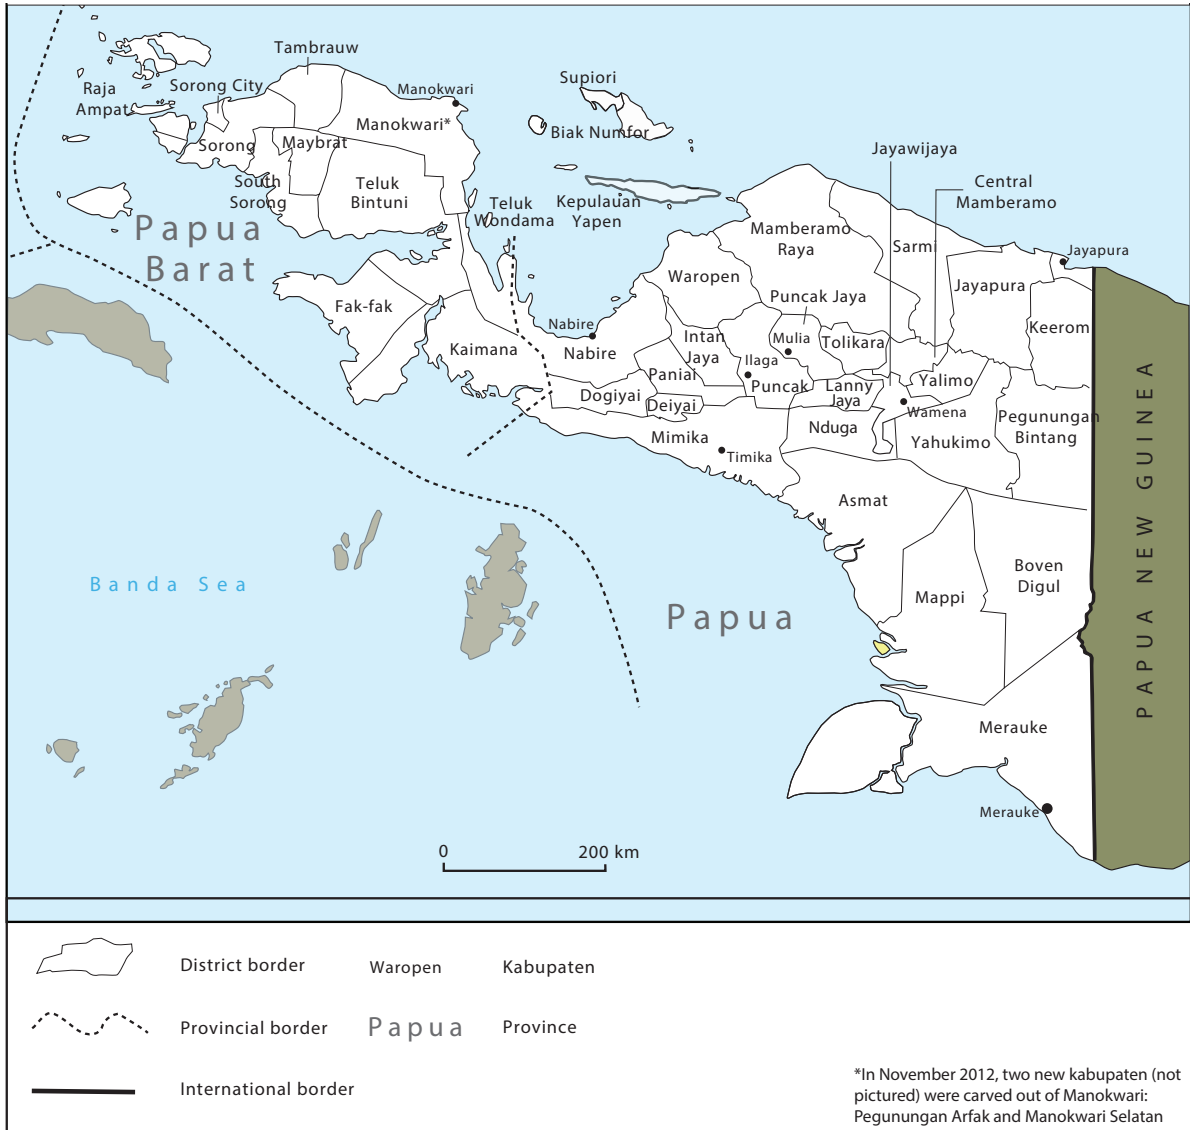 Tambrauw
Supiori
Raja
Ampat
Sorong City
Manokwari
Manokwari*
Biak Numfor
Sorong
Maybrat
Jayawijaya
South
Sorong
Teluk
Bintuni
Teluk
Wondama
Kepulauan
Yapen
Central
Mamberamo
Papua
Barat
Mamberamo
Raya
Sarmi
Jayapura
Waropen
Jayapura
Fak-fak
Puncak Jaya
Keerom
Nabire
Nabire
Kaimana
Intan
Jaya
Mulia
Tolikara
Ilaga
Paniai
Puncak
Lanny
Jaya
Yalimo
Dogiyai
Deiyai
Wamena
Pegunungan
Bintang
Mimika
Nduga
Yahukimo
Timika
Asmat
PAPUA NEW GUINEA
Banda Sea
Boven
Digul
Mappi
Papua
Merauke
Merauke
0
200 km
District border
Waropen
Kabupaten
Provincial border
Papua
Province
International border
*In November 2012, two new kabupaten (not
pictured) were carved out of Manokwari:
Pegunungan Arfak and Manokwari Selatan